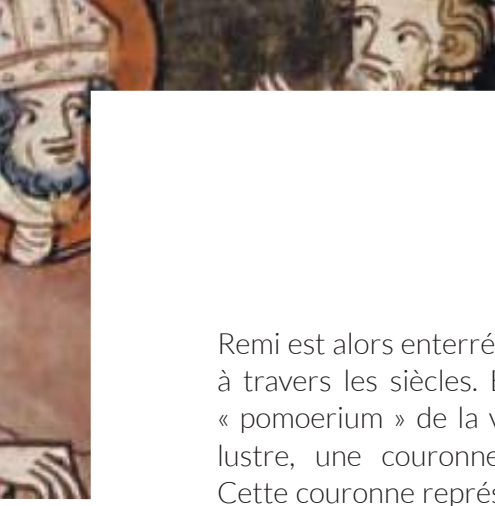 Remi est alors enterré
à travers les siècles.
« pomoerium » de la
lustre, une couronne
Cette couronne